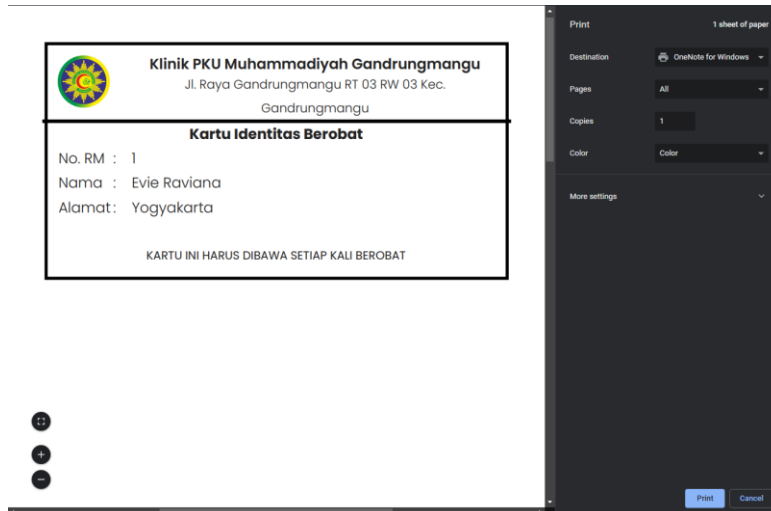 Klinik PKU Muhammadiyah Gandrungmangu
Jl. Raya Gandrungmangu RT 03 RW 03 Kec.
Gandrungmangu
Kartu Identitas Berobat
No. RM : 1
Nama : Evie Raviana
Alamat : Yogyakarta
KARTU INI HARUS DIBAWA SETIAP KALI BEROBAT
Print 1 sheet of paper
Destination OneNote for Windows
Pages All
Copies 1
Color Color
More settings
Print Cancel